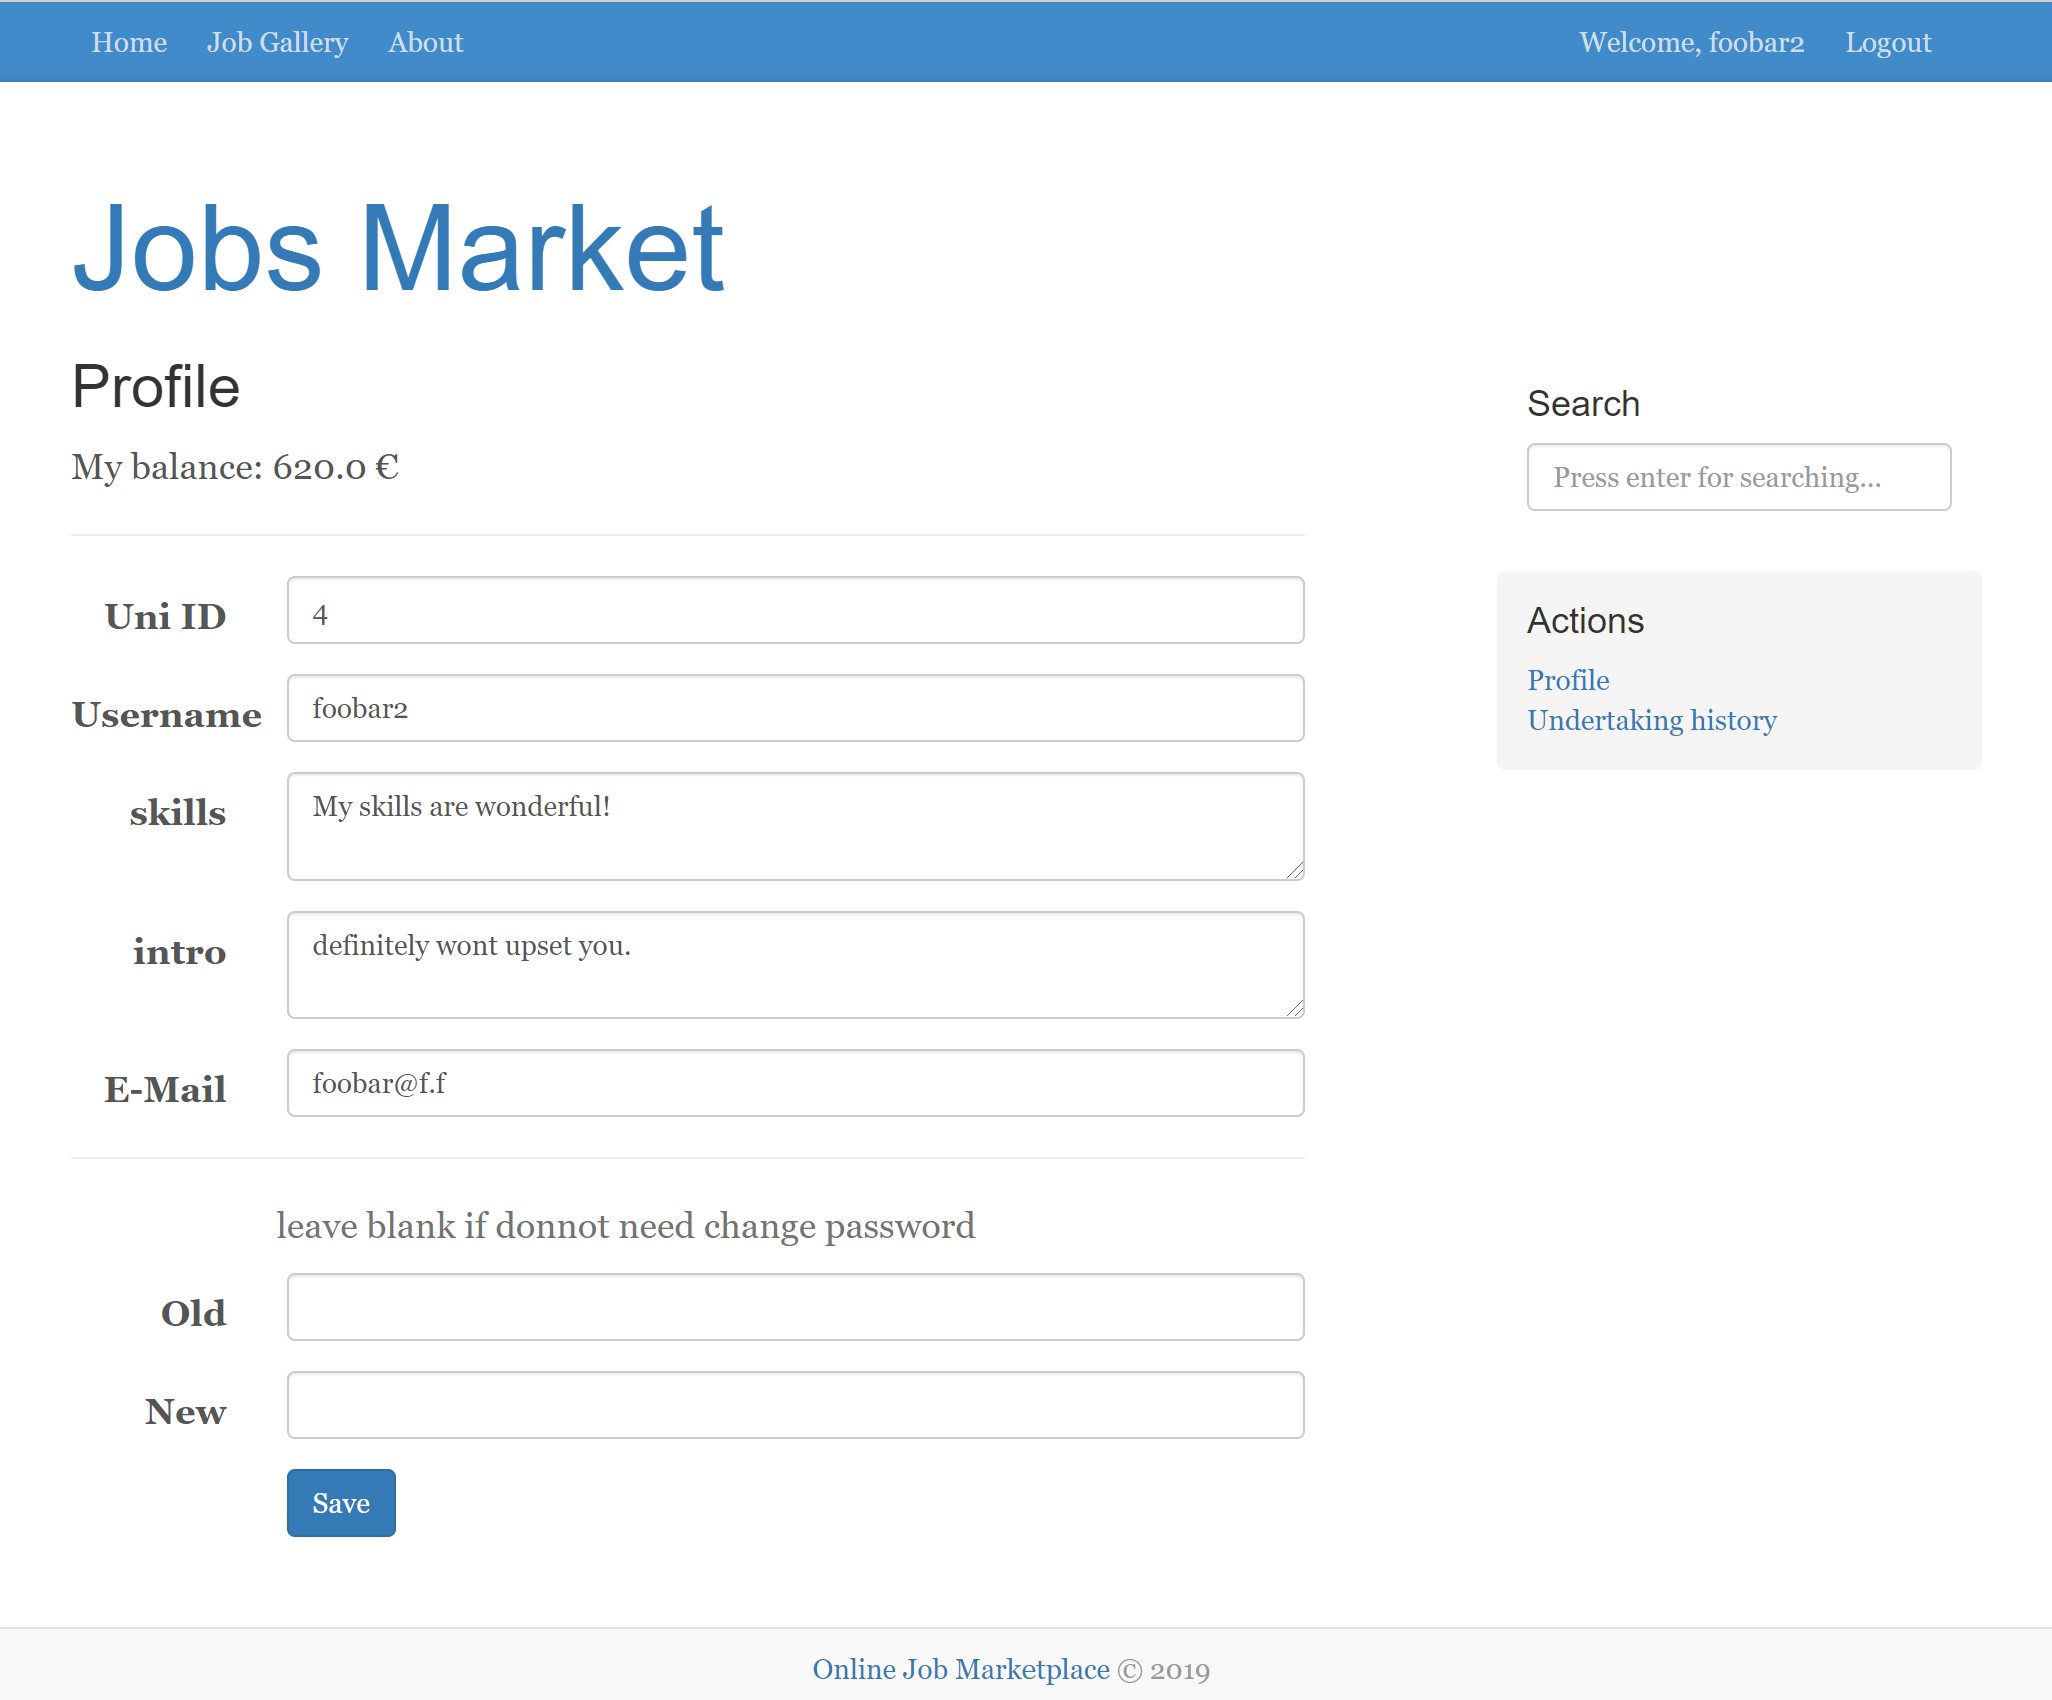 Home Job Gallery About Welcome, foobar2 Logout
Jobs Market
Profile
My balance: 620.0 €
Uni ID 4
Username foobar2
skills My skills are wonderful!
intro definitely wont upset you.
E-Mail foobar@f.f
leave blank if donnot need change password
Old
New
Save
Search
Press enter for searching...
Actions
Profile
Undertaking history
Online Job Marketplace © 2019